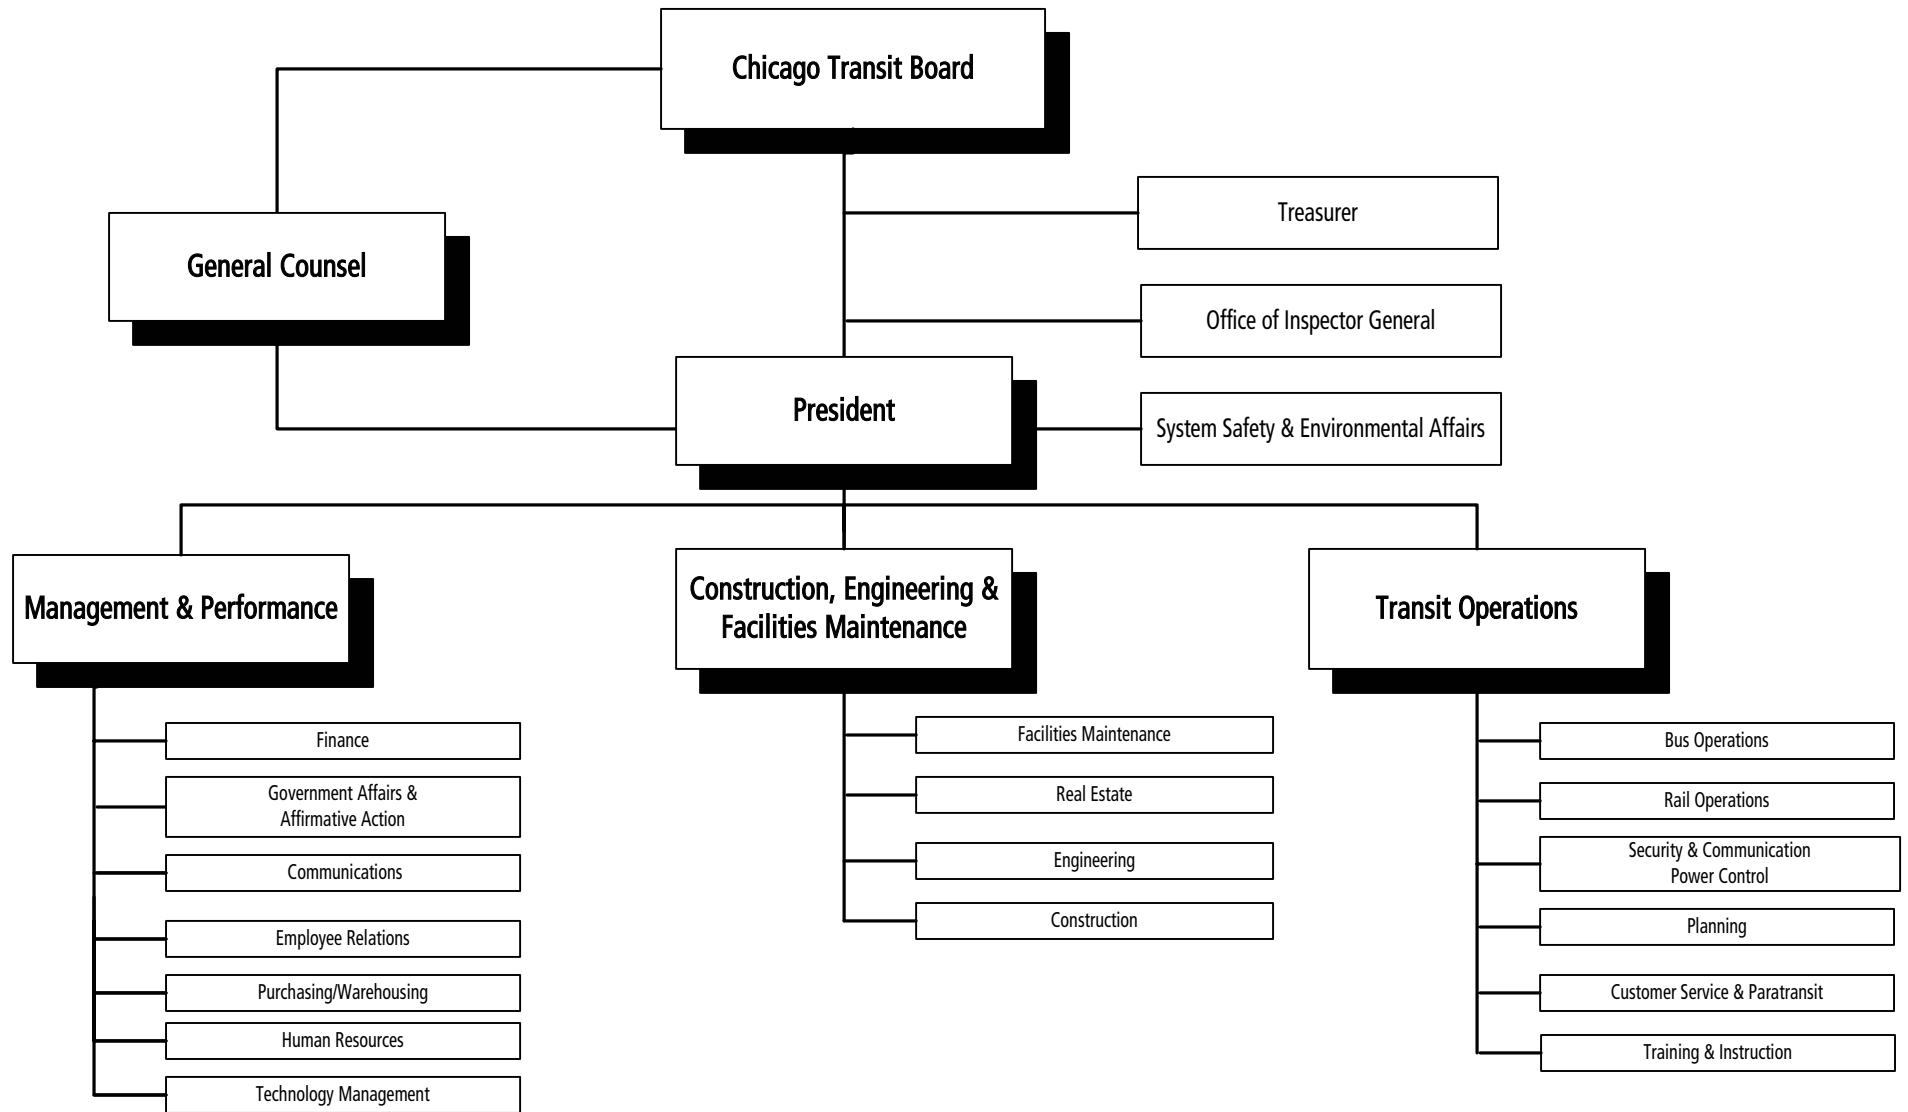 Chicago Transit Board
Treasurer
General Counsel
Office of Inspector General
President
System Safety & Environmental Affairs
Management & Performance
Construction, Engineering &
Facilities Maintenance
Transit Operations
Finance
Government Affairs &
Affirmative Action
Communications
Employee Relations
Purchasing/Warehousing
Human Resources
Technology Management
Facilities Maintenance
Real Estate
Engineering
Construction
Bus Operations
Rail Operations
Security & Communication
Power Control
Planning
Customer Service & Paratransit
Training & Instruction